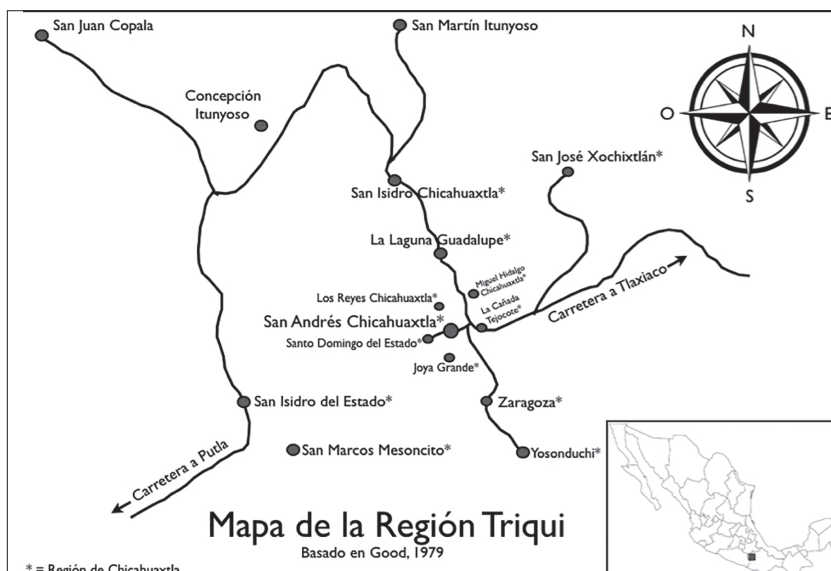 San Juan Copala
San Martín Itunyoso
N
Concepción
Itunyoso
O
E
San José Xochixtlán*
San Isidro Chicahuaxtla*
S
La Laguna Guadalupe*
Miguel Hidalgo
Chicahuaxtla*
Los Reyes Chicahuaxtla*
La Cañada
Tejocote*
Carretera a Tlaxiaco
San Andrés Chicahuaxtla*
Santo Domingo del Estado*
Joya Grande*
San Isidro del Estado*
Zaragoza*
San Marcos Mesoncito*
Yosonduchi*
Carretera a Putla
Mapa de la Región Triqui
Basado en Good, 1979
* = Región de Chicahuaxtla